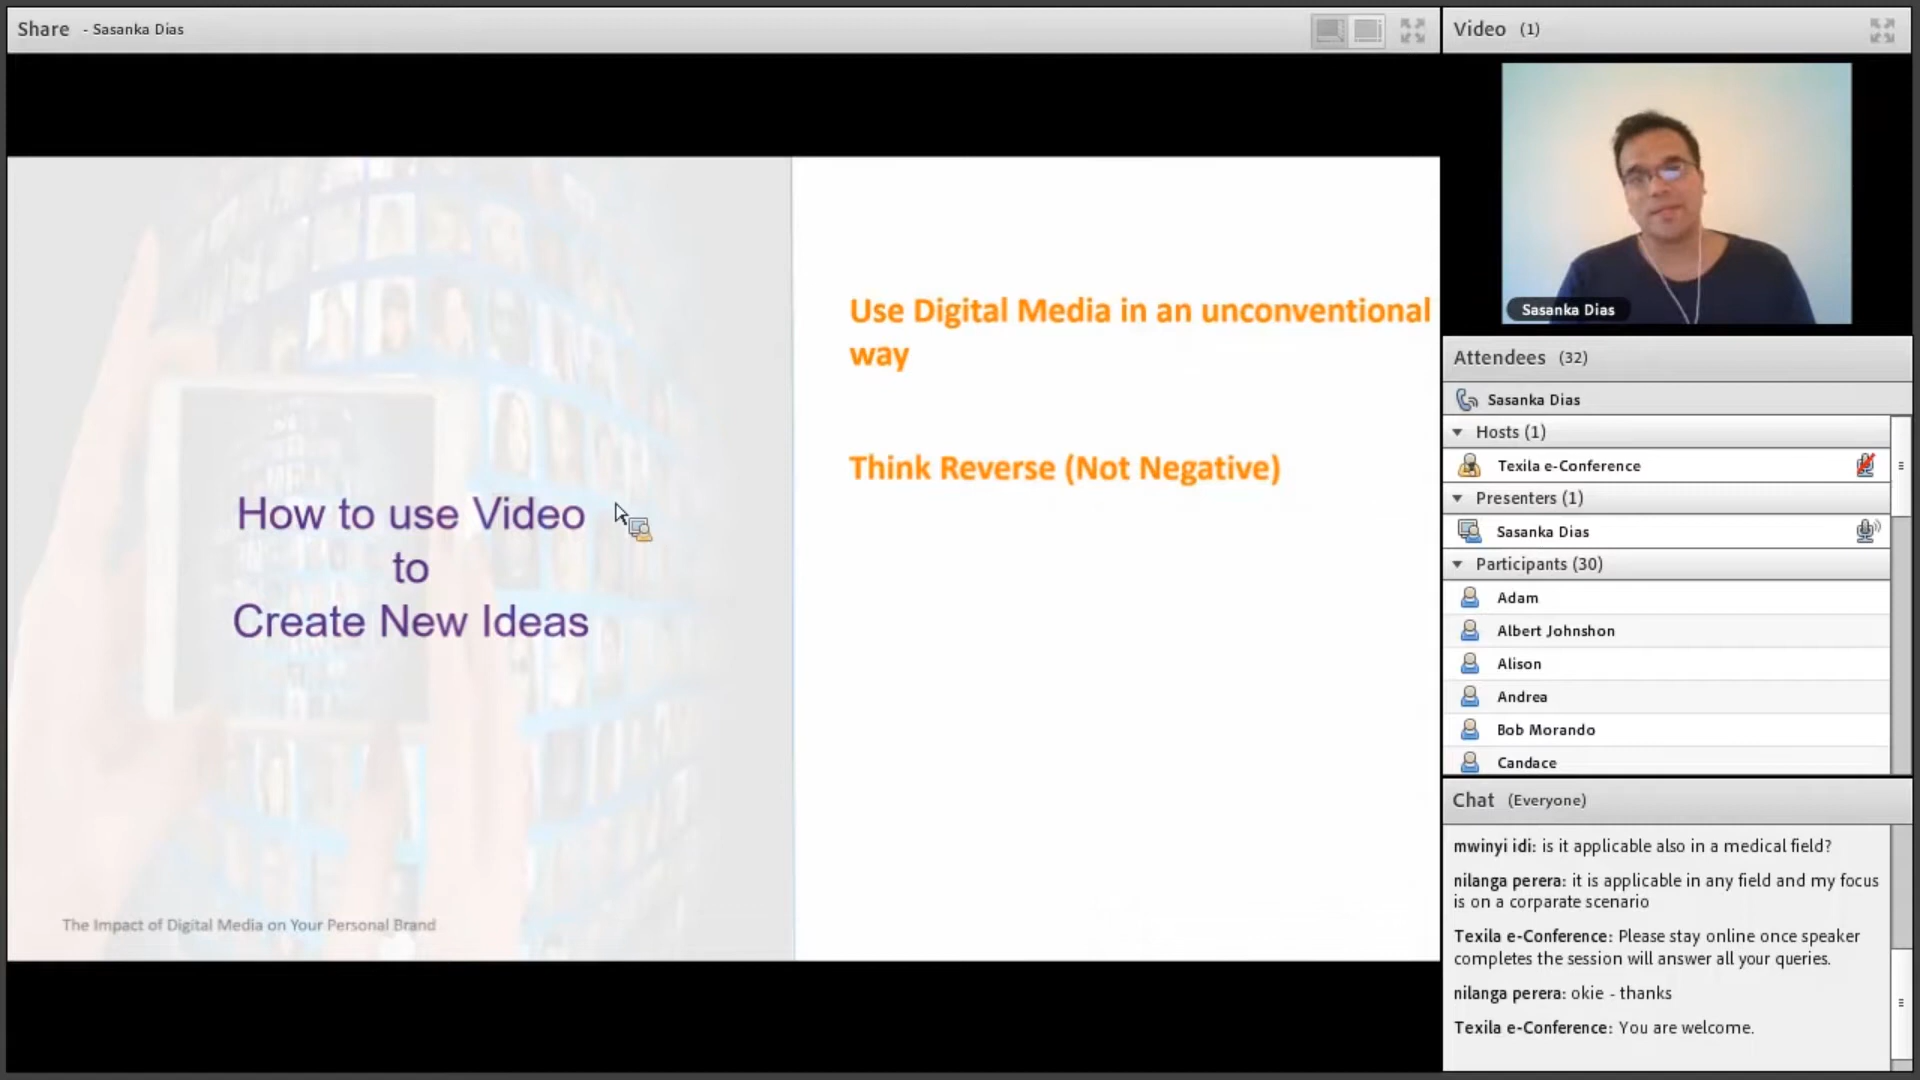 Share - Sasanka Dias
How to use Video
to
Create New Ideas
The Impact of Digital Media on Your Personal Brand
Use Digital Media in an unconventional
way
Think Reverse (Not Negative)
Video (1)
Sasanka Dias
Attendees (32)
Sasanka Dias
Hosts (1)
Texila e-Conference
Presenters (1)
Sasanka Dias
Participants (30)
Adam
Albert Johnshon
Alison
Andrea
Bob Morando
Candace
Chat (Everyone)
mwinyi idi: is it applicable also in a medical field?
nilanga perera: it is applicable in any field and my focus
is on a corparate scenario
Texila e-Conference: Please stay online once speaker
completes the session will answer all your queries.
nilanga perera: okie - thanks
Texila e-Conference: You are welcome.